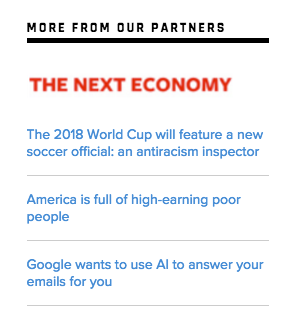 MORE FROM OUR PARTNERS
THE NEXT ECONOMY
The 2018 World Cup will feature a new
soccer official: an antiracism inspector
America is full of high-earning poor
people
Google wants to use AI to answer your
emails for you